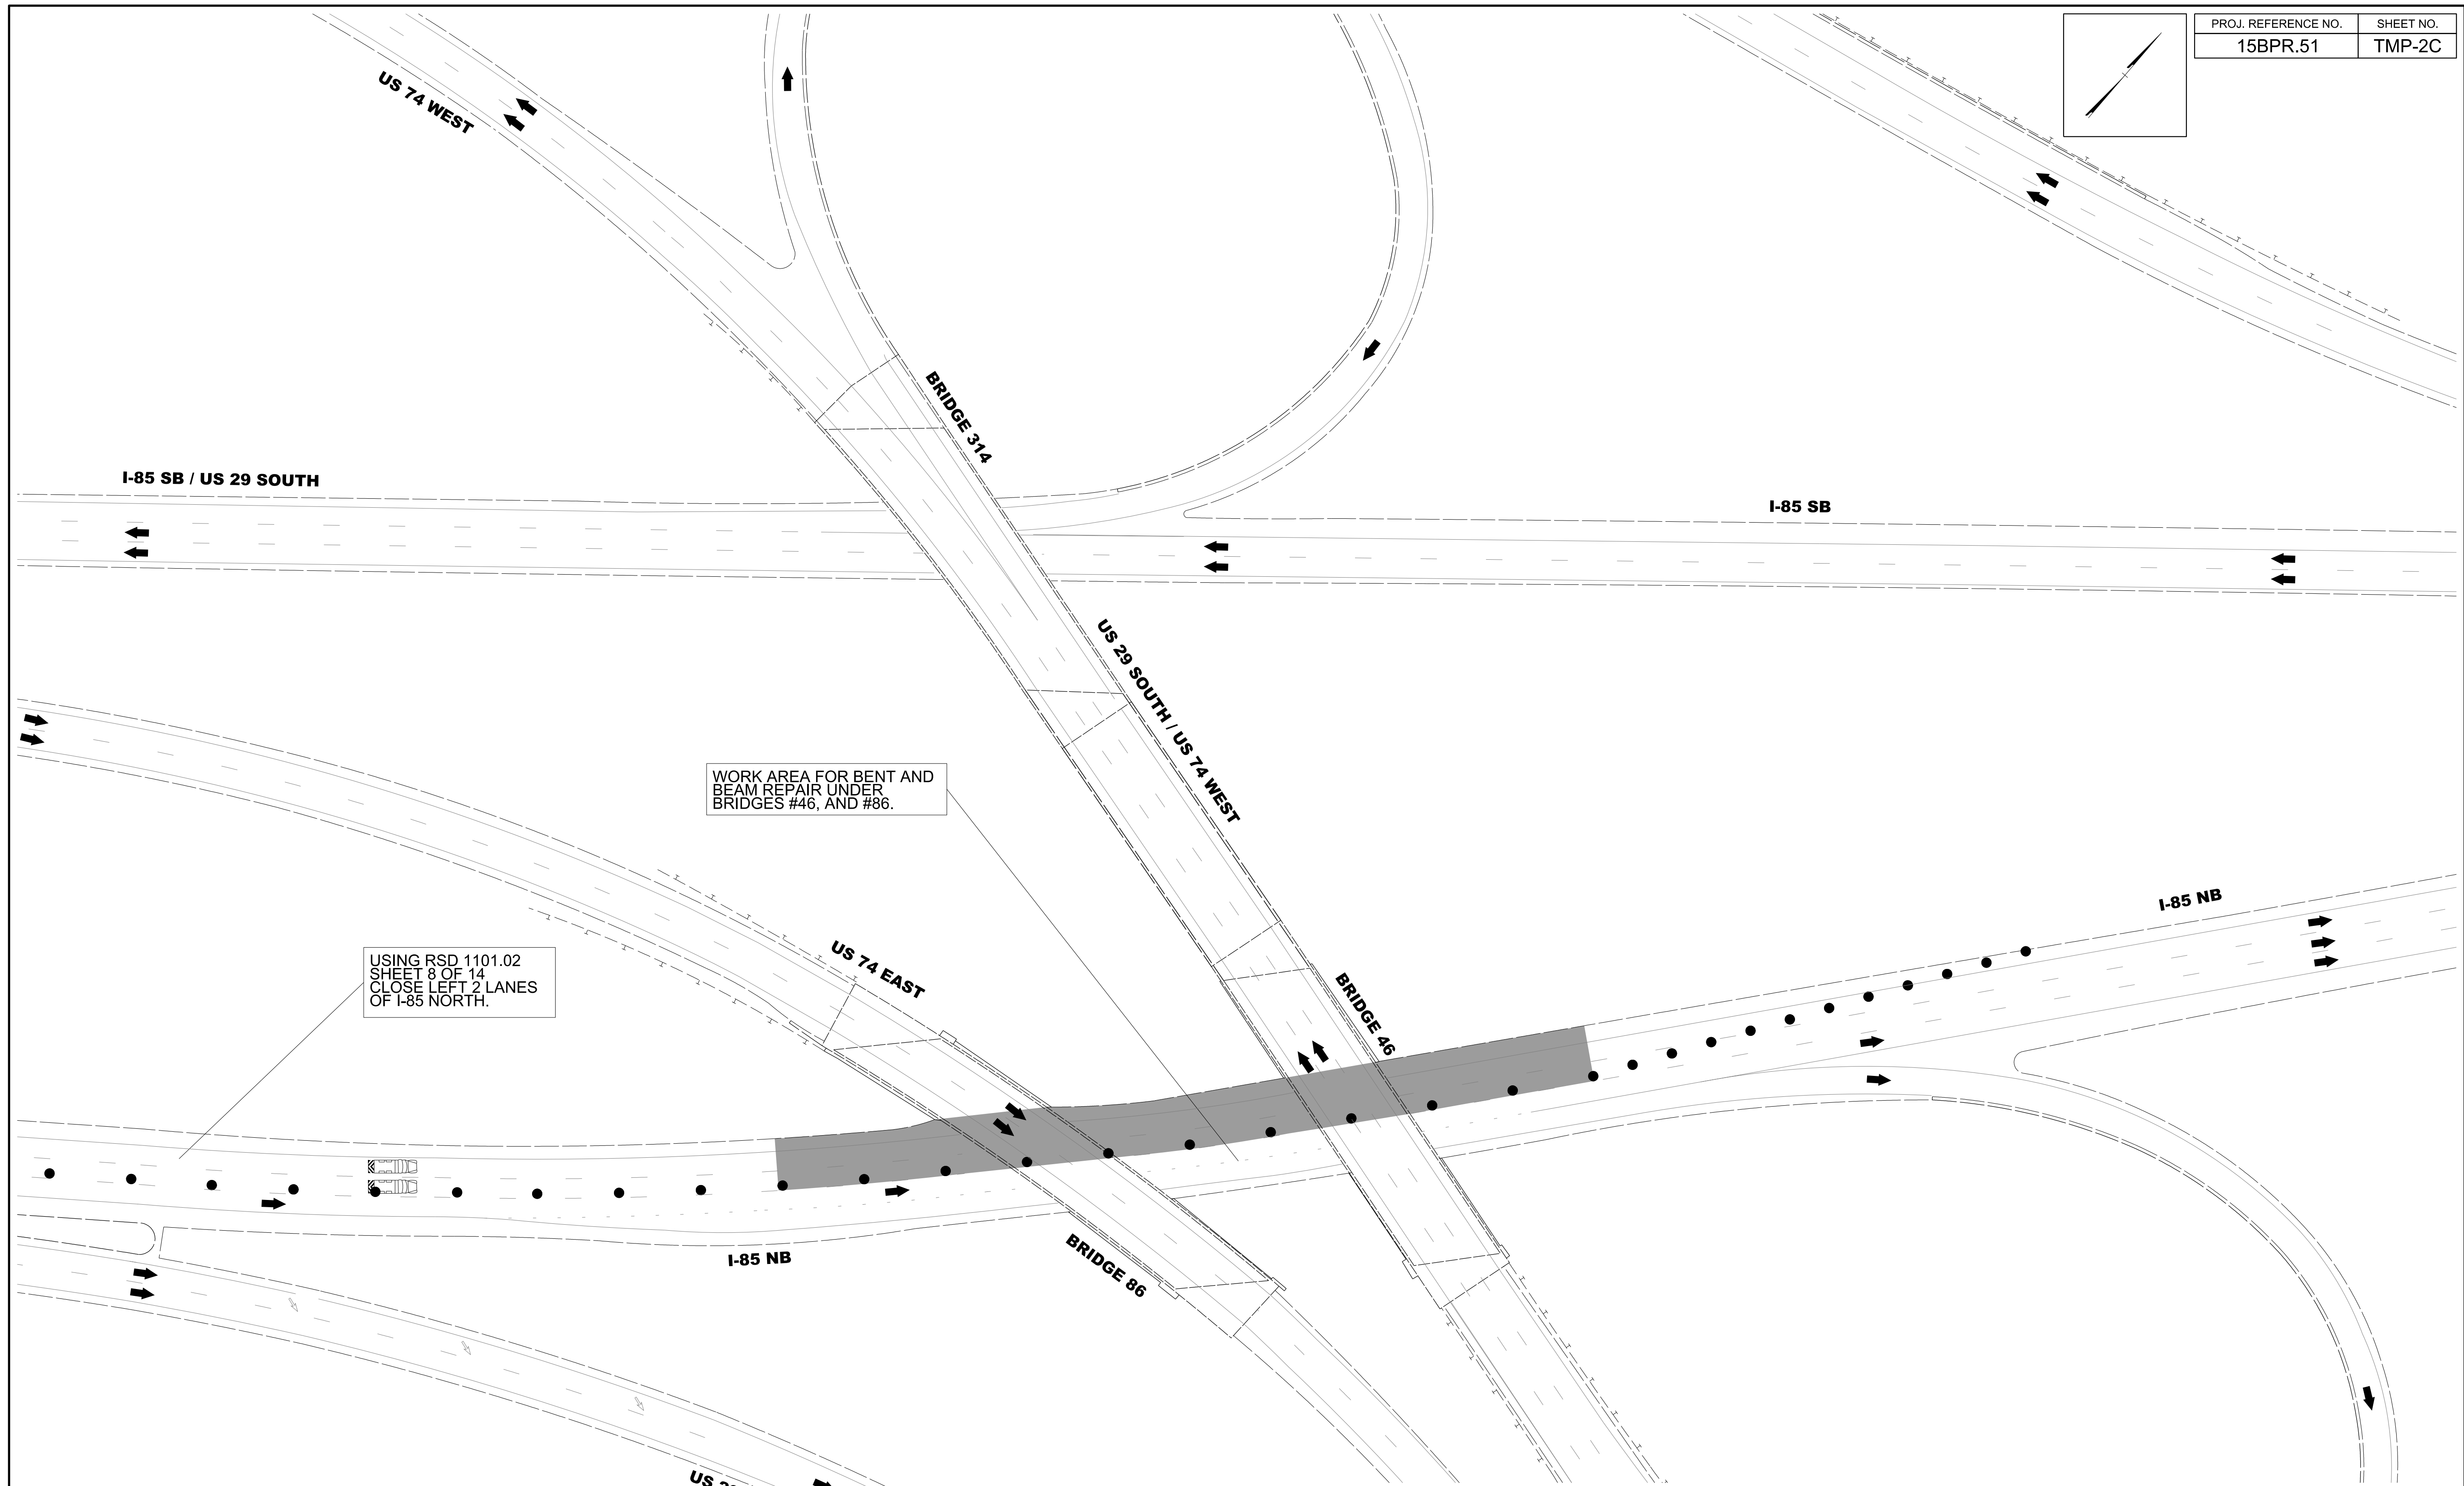 PROJ. REFERENCE NO.
SHEET NO.
15BPR.51
TMP-2C
US 74 WEST
BRIDGE 314
I-85 SB / US 29 SOUTH
I-85 SB
US 29 SOUTH / US 74 WEST
WORK AREA FOR BENT AND
BEAM REPAIR UNDER
BRIDGES #46, AND #86.
I-85 NB
US 74 EAST
USING RSD 1101.02
SHEET 8 OF 14
CLOSE LEFT 2 LANES
OF I-85 NORTH.
BRIDGE 46
I-85 NB
BRIDGE 86
US